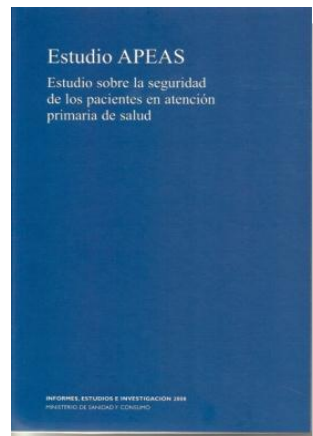 Estudio APEAS
Estudio sobre la seguridad
de los pacientes en atención
primaria de salud
INFORMES, ESTUDIOS E INVESTIGACIÓN 2008
MINISTERIO DE SANIDAD Y CONSUMO